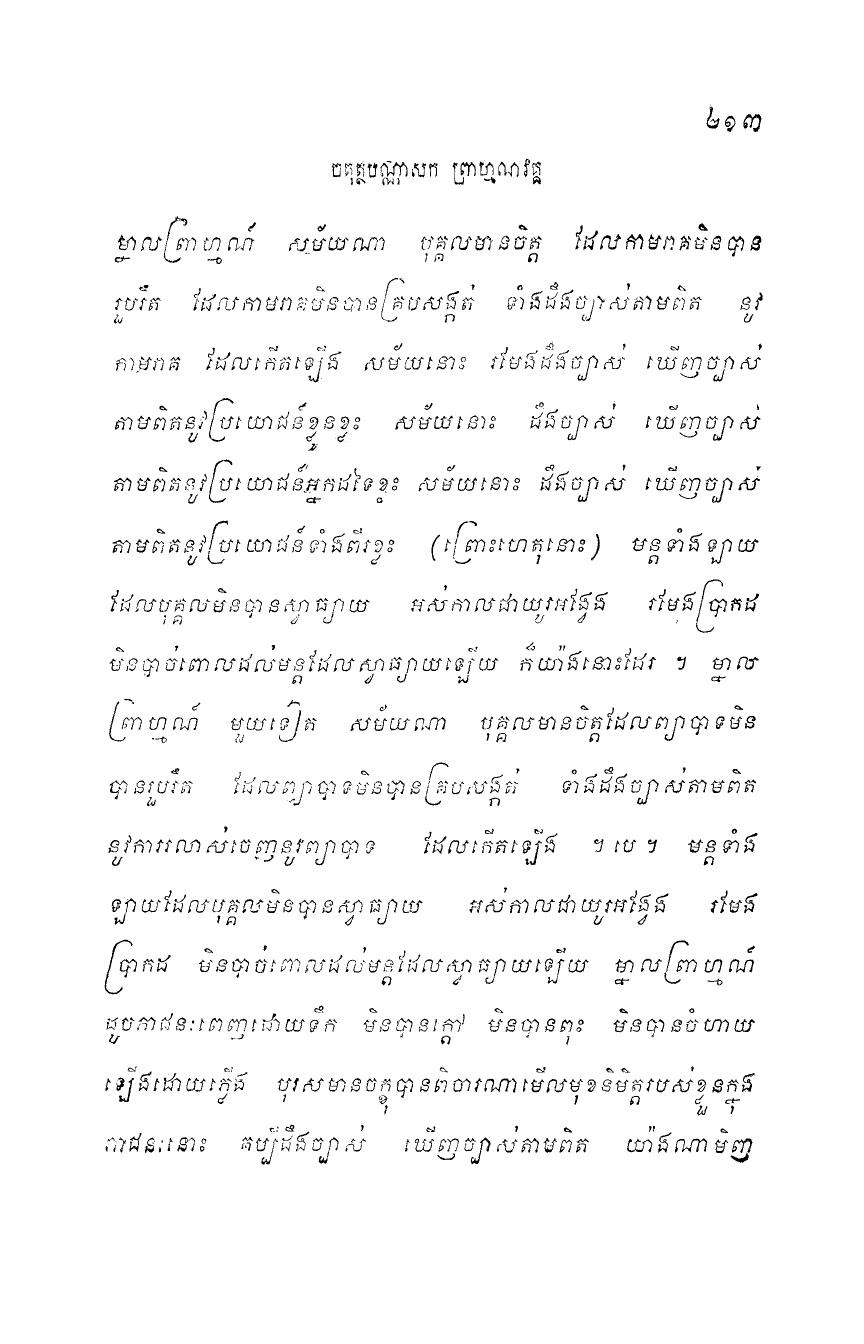 ២១៣
ចតុត្ថបណ្ណាសក ព្រាហ្មណវគ្គ
ម្នាលព្រាហ្មណ៍ សម័យណា បុគ្គលមានចិត្ត ដែលកាមរាគមិនបាន
រួបរឹត ដែលកាមរាគមិនបានគ្របសង្កត់ ទាំងដឹងច្បាស់តាមពិត នូវ
កាមរាគ ដែលកើតឡើង សម័យនោះ រមែងដឹងច្បាស់ ឃើញច្បាស់
តាមពិតនូវប្រយោជន៍ខ្លួនខ្លះ សម័យនោះ ដឹងច្បាស់ ឃើញច្បាស់
តាមពិតនូវប្រយោជន៍អ្នកដទៃខ្លះ សម័យនោះ ដឹងច្បាស់ ឃើញច្បាស់
តាមពិតនូវប្រយោជន៍ទាំងពីរខ្លះ (ព្រោះហេតុនោះ) មន្តទាំងឡាយ
ដែលបុគ្គលមិនបានស្វាធ្យាយ អស់កាលជាយូរអង្វែង រមែងប្រាកដ
មិនបាច់ពោលដល់មន្តដែលស្វាធ្យាយឡើយ ក៏យ៉ាងនោះដែរ ។ ម្នាល
ព្រាហ្មណ៍ មួយទៀត សម័យណា បុគ្គលមានចិត្តដែលព្យាបាទមិន
បានរួបរឹត ដែលព្យាបាទមិនបានគ្របសង្កត់ ទាំងដឹងច្បាស់តាមពិត
នូវការរលាស់ចេញនូវព្យាបាទ ដែលកើតឡើង ។ បេ ។ មន្តទាំង
ឡាយដែលបុគ្គលមិនបានស្វាធ្យាយ អស់កាលជាយូរអង្វែង រមែង
ប្រាកដ មិនបាច់ពោលដល់មន្តដែលស្វាធ្យាយឡើយ ម្នាលព្រាហ្មណ៍
ដូចភាជនៈពេញដោយទឹក មិនបានក្តៅ មិនបានពុះ មិនបានចំហាយ
ឡើងដោយភ្លើង បុរសមានចក្ខុបានពិចារណាមើលមុខនិមិត្តរបស់ខ្លួនក្នុង
ភាជនៈនោះ គប្បីដឹងច្បាស់ ឃើញច្បាស់តាមពិត យ៉ាងណាមិញ